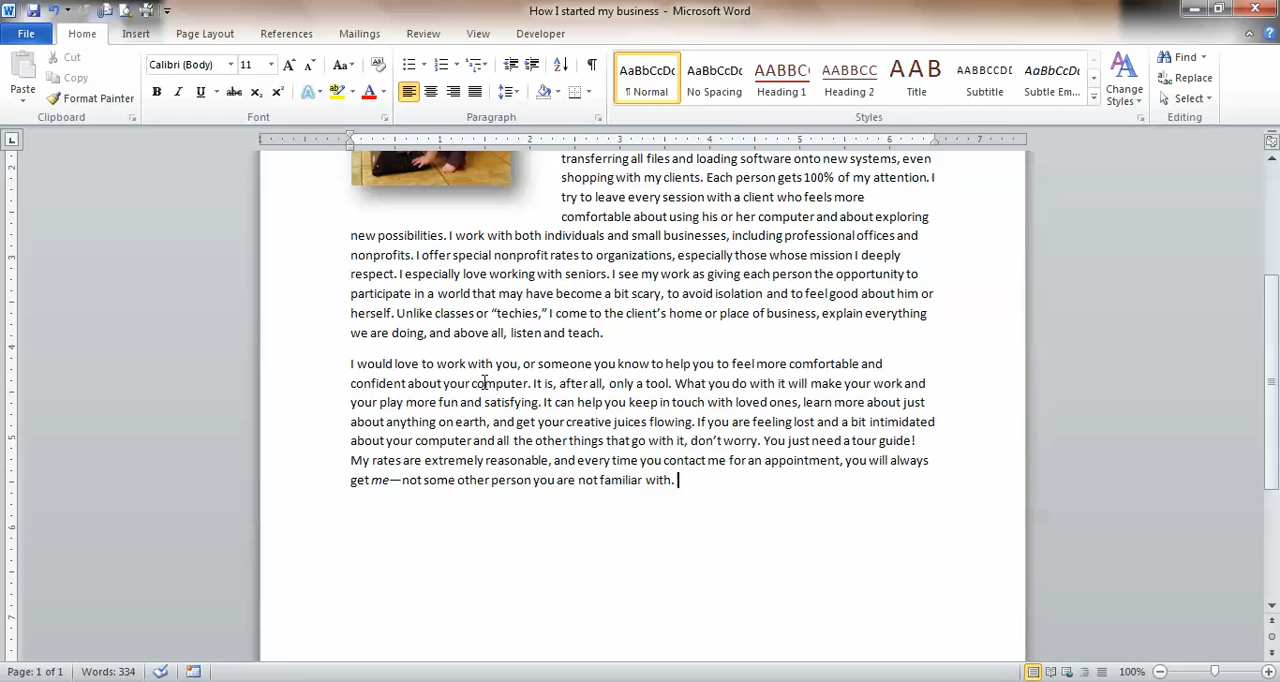 How I started my business - Microsoft Word
File Home Insert Page Layout References Mailings Review View Developer
Cut
Copy
Format Painter
Paste
Calibri (Body) 11
Normal
No Spacing
Heading 1
Heading 2
Title
Subtitle
Subtle Em...
AaBbCcDc AaBbCcDc AABBC AABBCC AAB AABBCCDD AaBbCcDc
Change Styles
Find
Replace
Select
Clipboard Font Paragraph Styles Editing
1 2 3 4 5 6 7
transferring all files and loading software onto new systems, even
shopping with my clients. Each person gets 100% of my attention. I
try to leave every session with a client who feels more
comfortable about using his or her computer and about exploring
new possibilities. I work with both individuals and small businesses, including professional offices and
nonprofits. I offer special nonprofit rates to organizations, especially those whose mission I deeply
respect. I especially love working with seniors. I see my work as giving each person the opportunity to
participate in a world that may have become a bit scary, to avoid isolation and to feel good about him or
herself. Unlike classes or “techies,” I come to the client’s home or place of business, explain everything
we are doing, and above all, listen and teach.
I would love to work with you, or someone you know to help you to feel more comfortable and
confident about your computer. It is, after all, only a tool. What you do with it will make your work and
your play more fun and satisfying. It can help you keep in touch with loved ones, learn more about just
about anything on earth, and get your creative juices flowing. If you are feeling lost and a bit intimidated
about your computer and all the other things that go with it, don’t worry. You just need a tour guide!
My rates are extremely reasonable, and every time you contact me for an appointment, you will always
get me—not some other person you are not familiar with.
Page: 1 of 1 Words: 334 100%